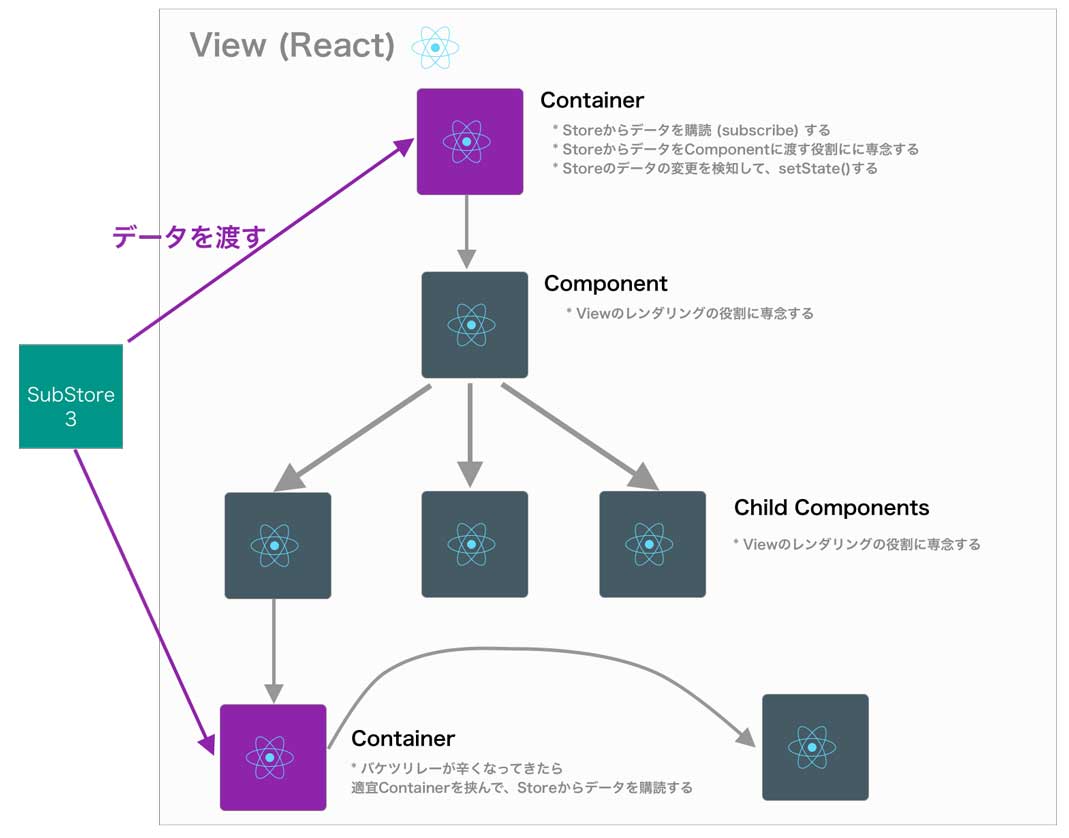 View (React)
Container
* Storeからデータを購読 (subscribe) する
* StoreからデータをComponentに渡す役割にに専念する
* Storeのデータの変更を検知して、setState()する
データを渡す
Component
* Viewのレンダリングの役割に専念する
SubStore
3
Child Components
* Viewのレンダリングの役割に専念する
Container
* バケツリレーが辛くなってきたら
適宜Containerを挟んで、Storeからデータを購読する